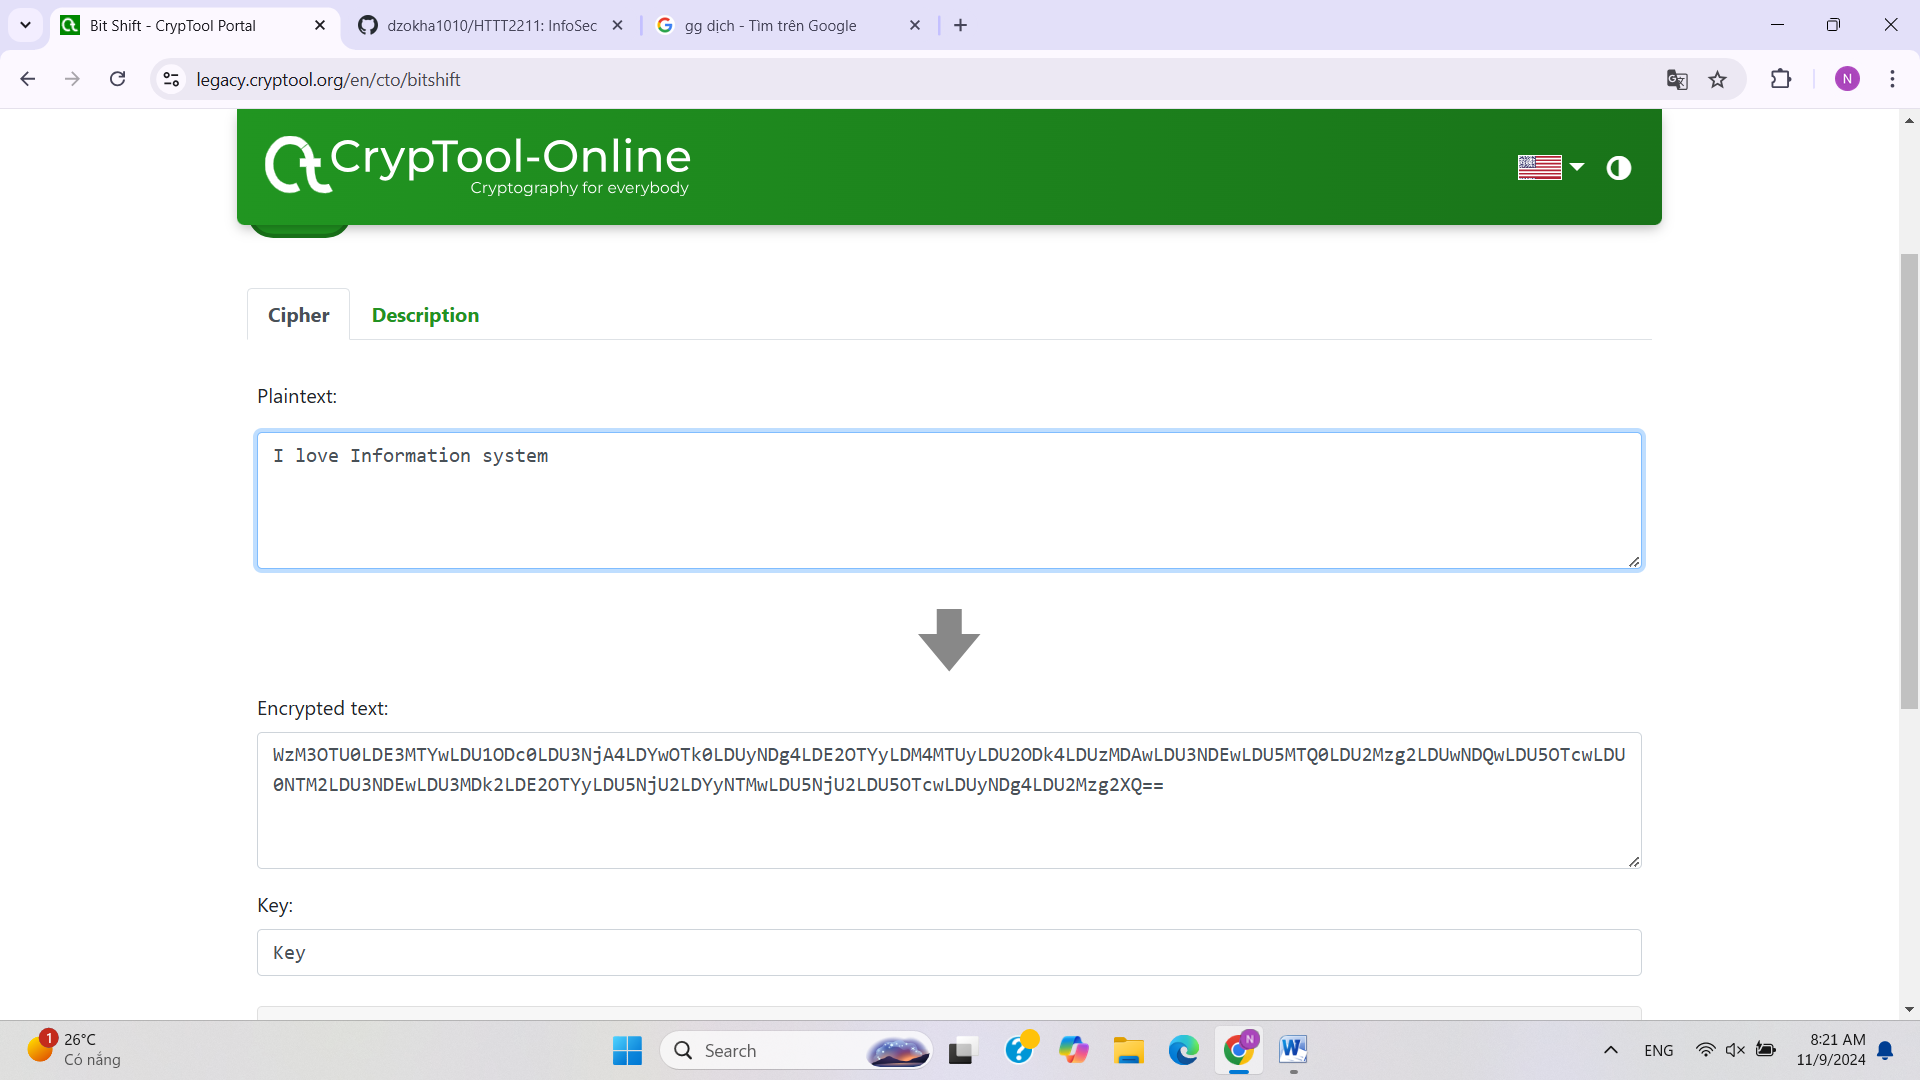 Bit Shift - CrypTool Portal
dzokha1010/HTTT2211: InfoSec
gg dịch - Tìm trên Google
legacy.cryptool.org/en/cto/bitshift
N
CrypTool-Online
Cryptography for everybody
Cipher
Description
Plaintext:
I love Information system
Encrypted text:
WzM3OTU0LDE3MTYwLDU1ODc0LDU3NjA4LDYwOTk0LDUyNDg4LDE2OTYyLDM4MTUyLDU2ODk4LDUzMDAwLDU3NDEwLDU5MTQ0LDU2Mzg2LDUwNDQwLDU5OTcwLDU
0NTM2LDU3NDEwLDU3MDk2LDE2OTYyLDU5NjU2LDYyNTMwLDU5NjU2LDU5OTcwLDUyNDg4LDU2Mzg2XQ==
Key:
Key
1
26°C
Có nắng
Search
N
ENG
8:21 AM
11/9/2024